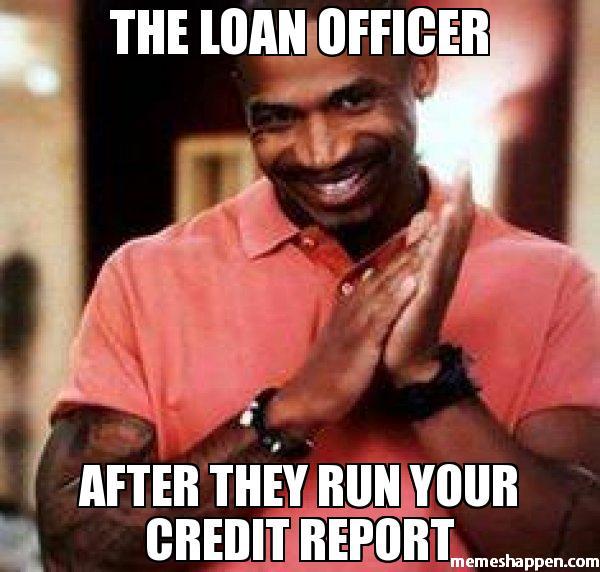 THE LOAN OFFICER
AFTER THEY RUN YOUR
CREDIT REPORT
memeshappen.com